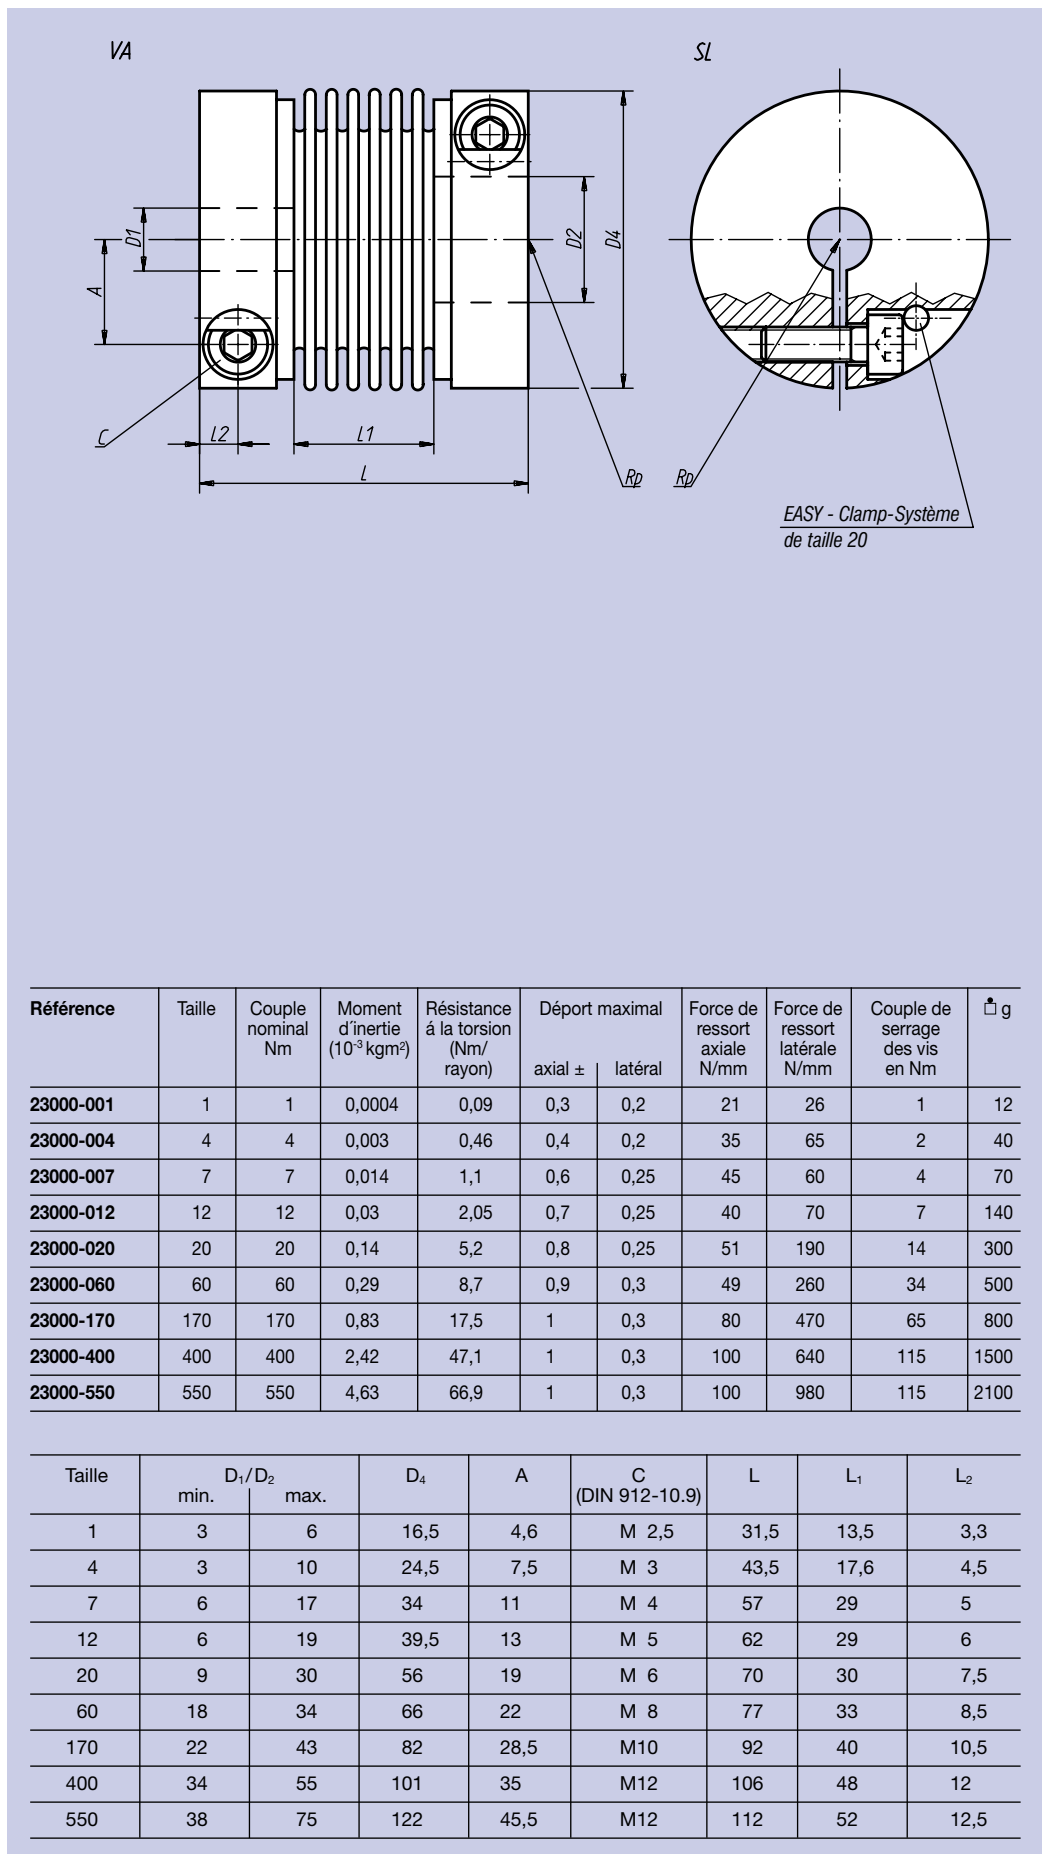 VA
SL
D1
A
D2
D4
C
L2
L1
L
Rp
Rp
EASY - Clamp-Système
de taille 20
Référence Taille Couple nominal Nm Moment d´inertie (10-3 kgm2) Résistance á la torsion (Nm/ rayon) Déport maximal axial ± latéral Force de ressort axiale N/mm Force de ressort latérale N/mm Couple de serrage des vis en Nm g
23000-001 1 1 0,0004 0,09 0,3 0,2 21 26 1 12
23000-004 4 4 0,003 0,46 0,4 0,2 35 65 2 40
23000-007 7 7 0,014 1,1 0,6 0,25 45 60 4 70
23000-012 12 12 0,03 2,05 0,7 0,25 40 70 7 140
23000-020 20 20 0,14 5,2 0,8 0,25 51 190 14 300
23000-060 60 60 0,29 8,7 0,9 0,3 49 260 34 500
23000-170 170 170 0,83 17,5 1 0,3 80 470 65 800
23000-400 400 400 2,42 47,1 1 0,3 100 640 115 1500
23000-550 550 550 4,63 66,9 1 0,3 100 980 115 2100
Taille D1/D2 D4 A C L L1 L2
min. max. (DIN 912-10.9)
1 3 6 16,5 4,6 M 2,5 31,5 13,5 3,3
4 3 10 24,5 7,5 M 3 43,5 17,6 4,5
7 6 17 34 11 M 4 57 29 5
12 6 19 39,5 13 M 5 62 29 6
20 9 30 56 19 M 6 70 30 7,5
60 18 34 66 22 M 8 77 33 8,5
170 22 43 82 28,5 M10 92 40 10,5
400 34 55 101 35 M12 106 48 12
550 38 75 122 45,5 M12 112 52 12,5